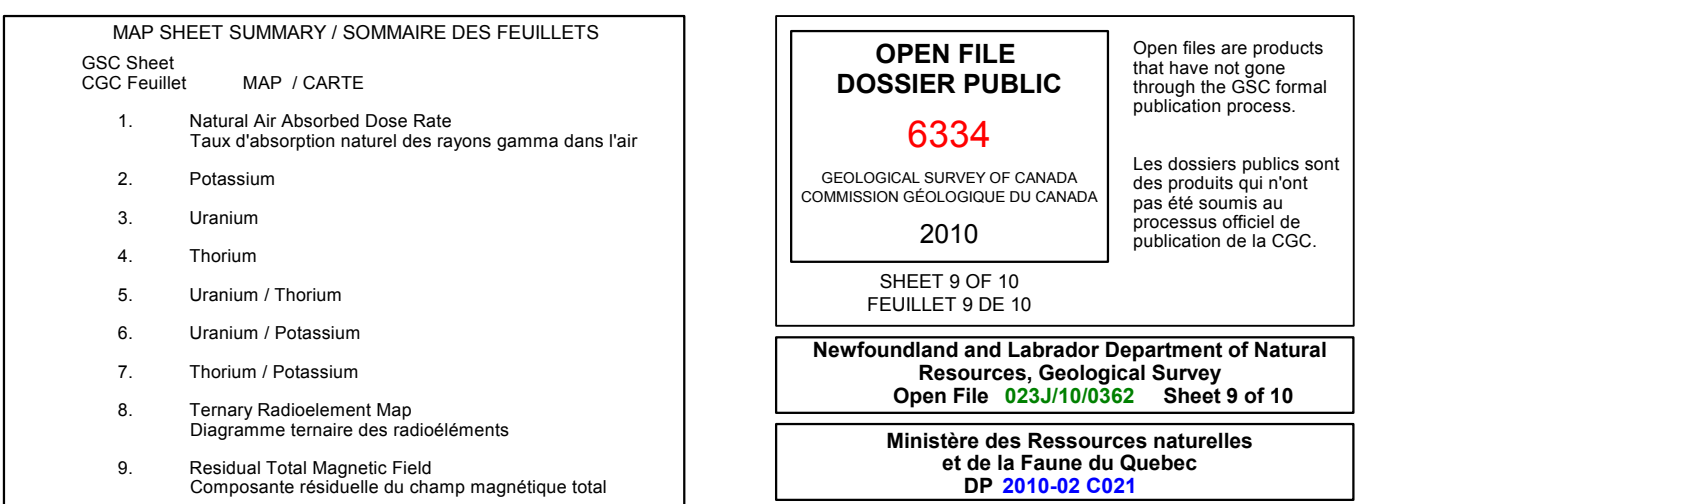 MAP SHEET SUMMARY / SOMMAIRE DES FEUILLETS
GSC Sheet
CGC Feuillet MAP / CARTE
1. Natural Air Absorbed Dose Rate
Taux d'absorption naturel des rayons gamma dans l'air
2. Potassium
3. Uranium
4. Thorium
5. Uranium / Thorium
6. Uranium / Potassium
7. Thorium / Potassium
8. Ternary Radioelement Map
Diagramme ternaire des radioéléments
9. Residual Total Magnetic Field
Composante résiduelle du champ magnétique total
OPEN FILE
DOSSIER PUBLIC
6334
GEOLOGICAL SURVEY OF CANADA
COMMISSION GÉOLOGIQUE DU CANADA
2010
SHEET 9 OF 10
FEUILLET 9 DE 10
Open files are products
that have not gone
through the GSC formal
publication process.
Les dossiers publics sont
des produits qui n'ont
pas été soumis au
processus officiel de
publication de la CGC.
Newfoundland and Labrador Department of Natural
Resources, Geological Survey
Open File 023J/10/0362 Sheet 9 of 10
Ministère des Ressources naturelles
et de la Faune du Quebec
DP 2010-02 C021